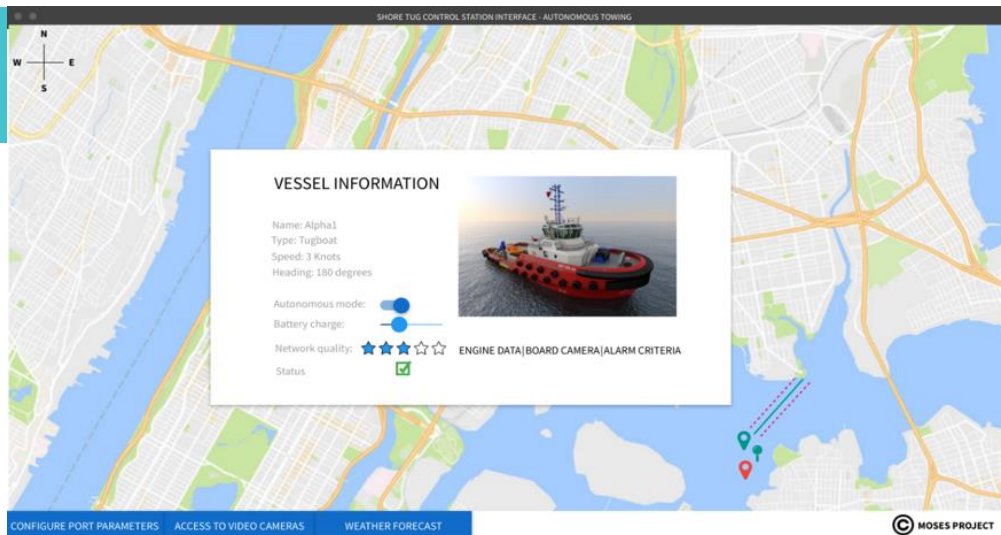 SHORE TUG CONTROL STATION INTERFACE - AUTONOMOUS TOWING
N
W E
S
VESSEL INFORMATION
Name: Alpha1
Type: Tugboat
Speed: 3 Knots
Heading: 180 degrees
Autonomous mode:
Battery charge:
Network quality:
ENGINE DATA|BOARD CAMERA|ALARM CRITERIA
Status
CONFIGURE PORT PARAMETERS ACCESS TO VIDEO CAMERAS WEATHER FORECAST
© MOSES PROJECT